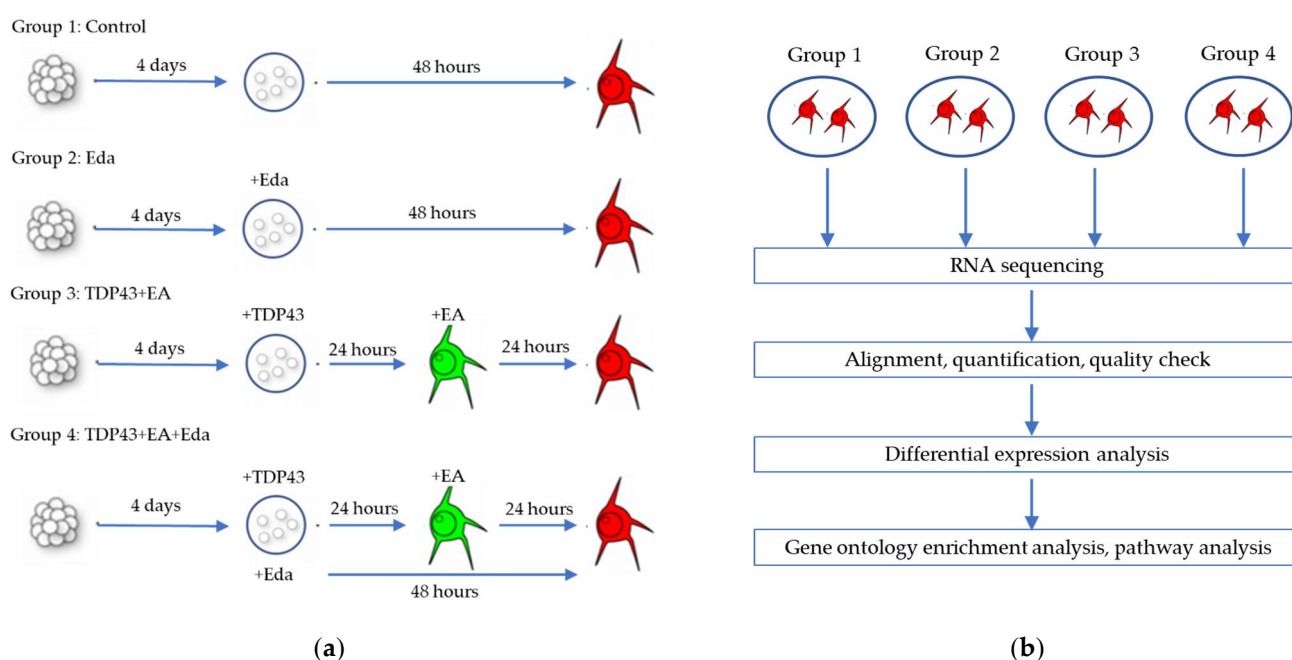 Group 1: Control
4 days
48 hours
Group 2: Eda
+Eda
4 days
48 hours
Group 3: TDP43+EA
+TDP43
+EA
4 days
24 hours
24 hours
Group 4: TDP43+EA+Eda
+TDP43
+EA
4 days
24 hours
24 hours
+Eda
48 hours
(a)
Group 1
Group 2
Group 3
Group 4
RNA sequencing
Alignment, quantification, quality check
Differential expression analysis
Gene ontology enrichment analysis, pathway analysis
(b)